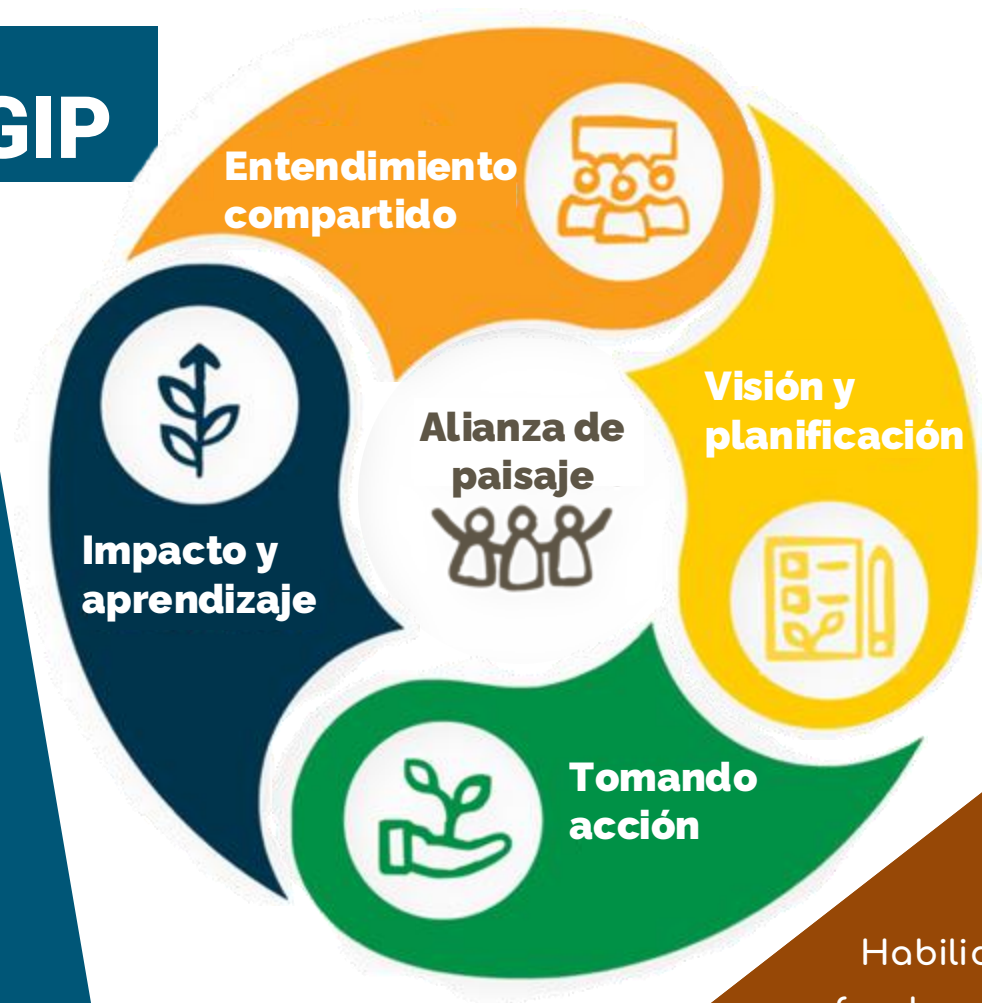 GIP
Entendimiento
compartido
Visión y
planificación
Alianza de
paisaje
Impacto y
aprendizaje
Tomando
acción